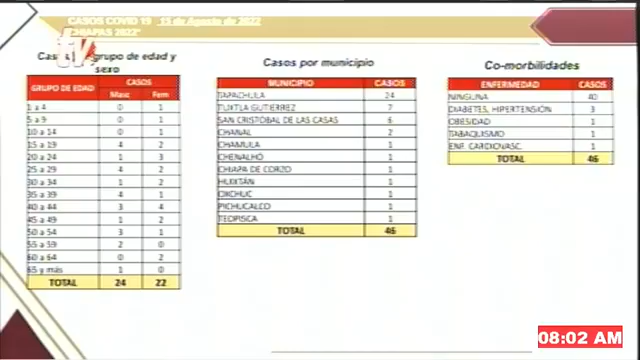 CASOS COVID 19 15 de Agosto de 2022
"CHIAPAS 2022"
tv
grupo de edad y
sexo
GRUPO DE EDAD CASOS
Masc Fem
1 a 4 0 1
5 a 9 0 1
10 a 14 0 1
15 a 19 4 2
20 a 24 1 3
25 a 29 4 2
30 a 34 1 2
35 a 39 4 1
40 a 44 3 4
45 a 49 1 2
50 a 54 3 1
55 a 59 2 0
60 a 64 0 2
65 y más 1 0
TOTAL 24 22
Casos por municipio
MUNICIPIO CASOS
TAPACHULA 24
TUXTLA GUTIERREZ 7
SAN CRISTOBAL DE LAS CASAS 6
CHANAL 2
CHAMULA 1
CHENALHÓ 1
CHIAPA DE CORZO 1
HUIXTÁN 1
OXCHUC 1
PICHUCALCO 1
TEOPISCA 1
TOTAL 46
Co-morbilidades
ENFERMEDAD CASOS
NINGUNA 40
DIABETES, HIPERTENSIÓN 3
OBESIDAD 1
TABAQUISMO 1
ENF. CARDIOVASC. 1
TOTAL 46
08:02 AM